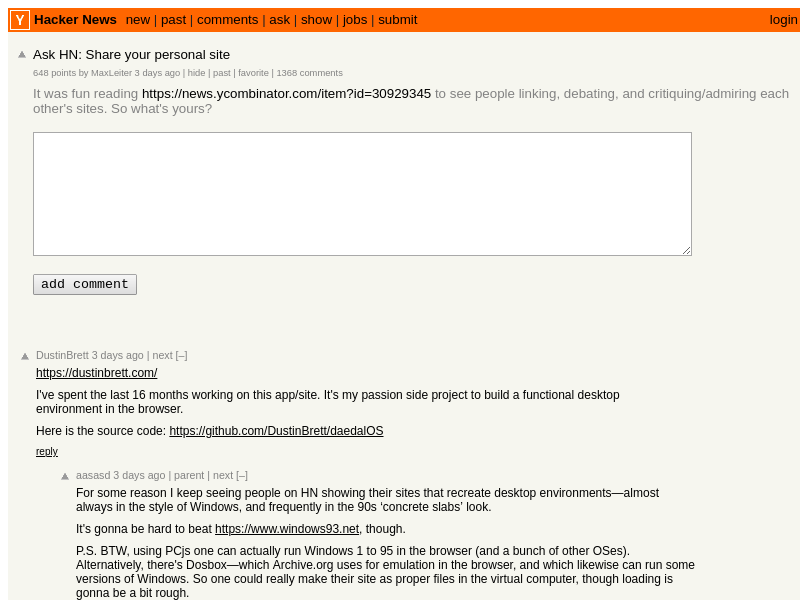 Y Hacker News new | past | comments | ask | show | jobs | submit login
Ask HN: Share your personal site
648 points by MaxLeiter 3 days ago | hide | past | favorite | 1368 comments
It was fun reading https://news.ycombinator.com/item?id=30929345 to see people linking, debating, and critiquing/admiring each
other's sites. So what's yours?
add comment
DustinBrett 3 days ago | next [–]
https://dustinbrett.com/
I've spent the last 16 months working on this app/site. It's my passion side project to build a functional desktop
environment in the browser.
Here is the source code: https://github.com/DustinBrett/daedalOS
reply
aasasd 3 days ago | parent | next [–]
For some reason I keep seeing people on HN showing their sites that recreate desktop environments—almost
always in the style of Windows, and frequently in the 90s ‘concrete slabs’ look.
It's gonna be hard to beat https://www.windows93.net, though.
P.S. BTW, using PCjs one can actually run Windows 1 to 95 in the browser (and a bunch of other OSes).
Alternatively, there's Dosbox—which Archive.org uses for emulation in the browser, and which likewise can run some
versions of Windows. So one could really make their site as proper files in the virtual computer, though loading is
gonna be a bit rough.